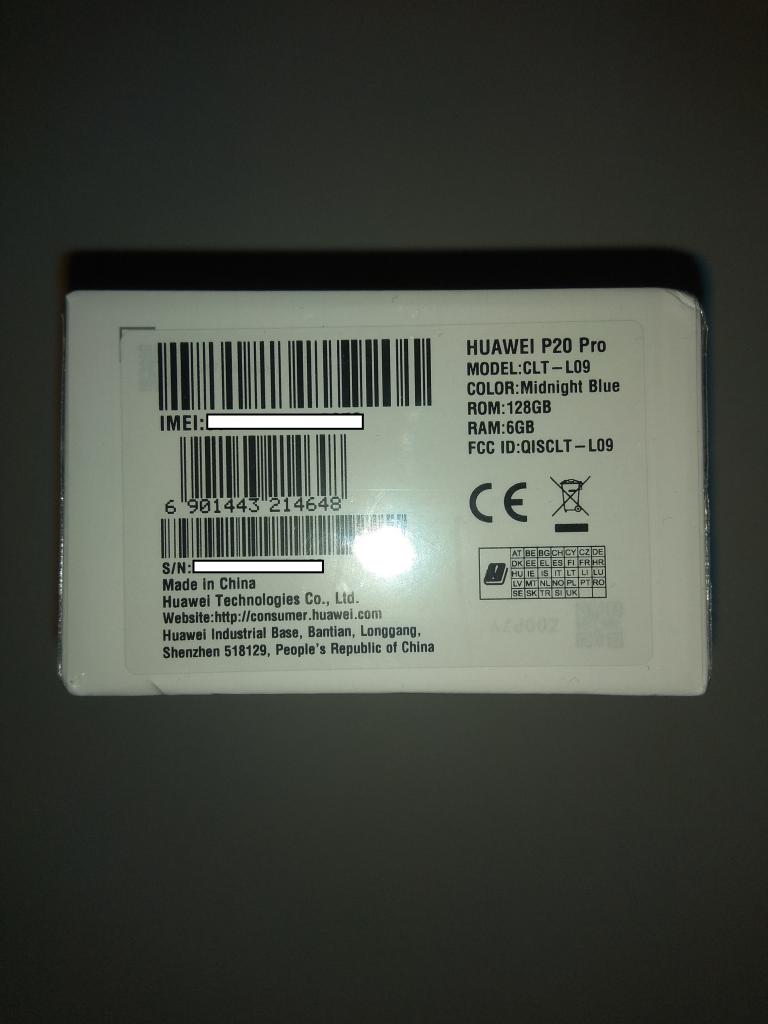 IMEI:
6 901443 214648
S/N:
Made in China
Huawei Technologies Co., Ltd.
Website:http://consumer.huawei.com
Huawei Industrial Base, Bantian, Longgang,
Shenzhen 518129, People's Republic of China
HUAWEI P20 Pro
MODEL:CLT-L09
COLOR:Midnight Blue
ROM:128GB
RAM:6GB
FCC ID:QISCLT-L09
CE
AT BE BG CH CY CZ DE
DK EE EL ES FI FR HR
HU IE IS IT LT LI LU
LV MT NL NO PL PT RO
SE SK TR SI UK